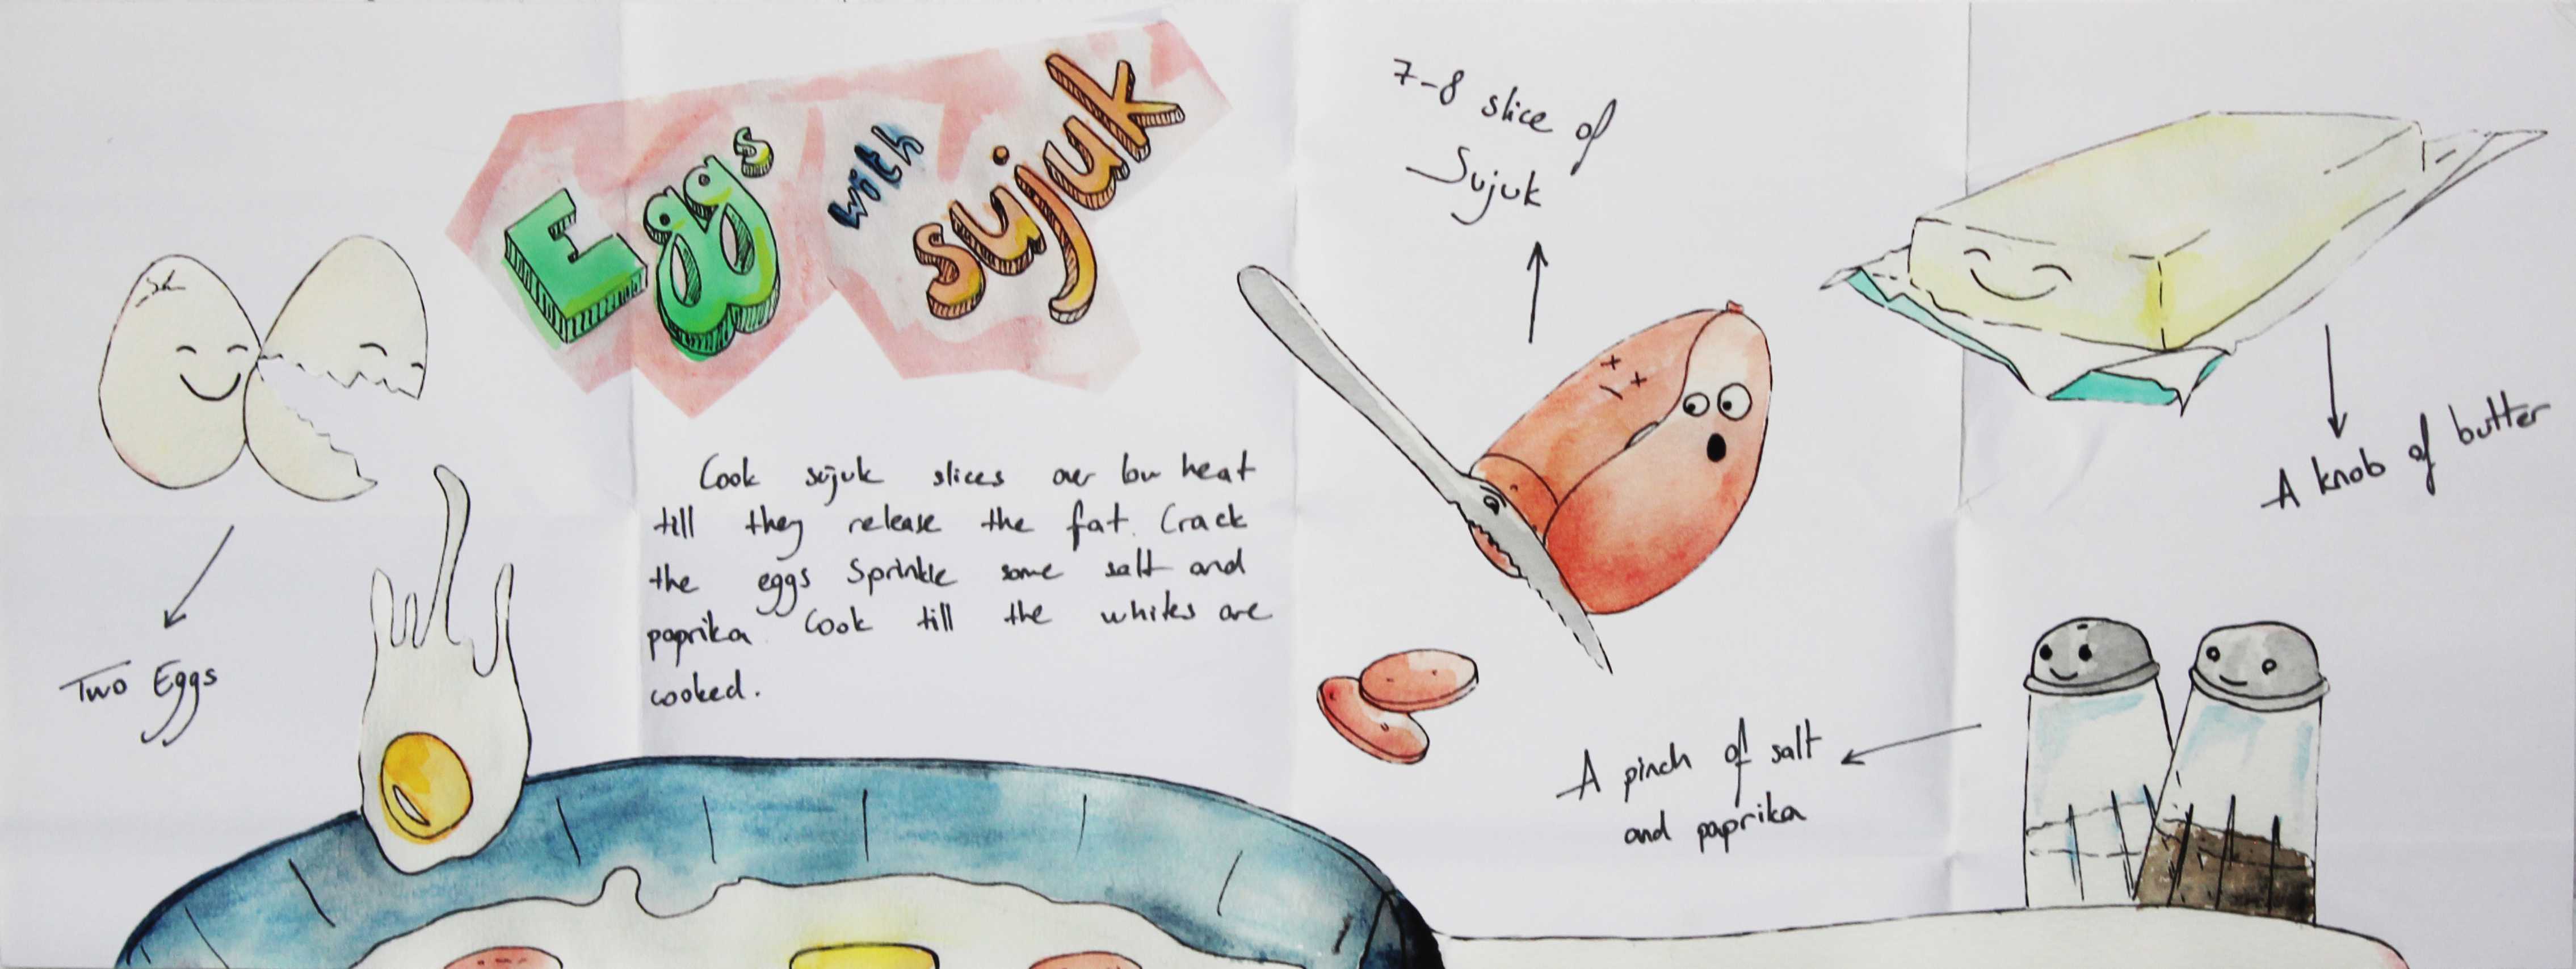 Eggs with sujuk
7-8 slice of
Sujuk
A knob of butter
Cook sujuk slices over low heat
till they release the fat. Crack
the eggs Sprinkle some salt and
paprika Cook till the whites are
cooked.
Two Eggs
A pinch of salt
and paprika